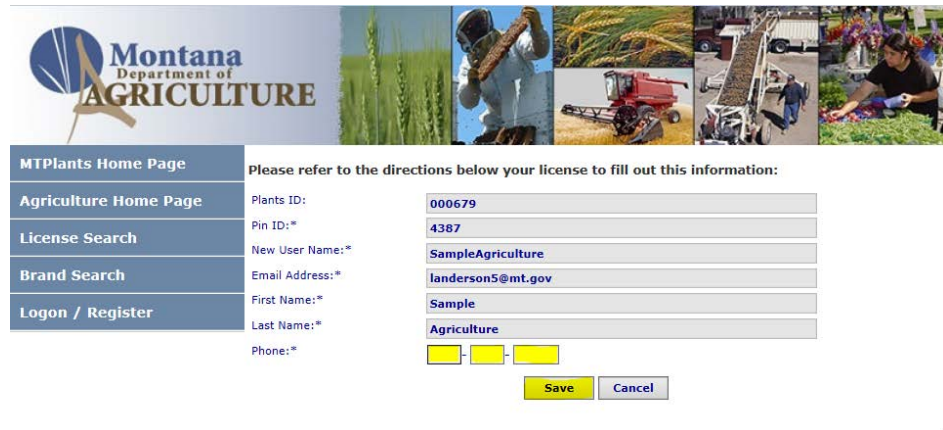 Montana
Department of
AGRICULTURE
MTPlants Home Page
Agriculture Home Page
License Search
Brand Search
Logon / Register
Please refer to the directions below your license to fill out this information:
Plants ID: 000679
Pin ID:* 4387
New User Name:* SampleAgriculture
Email Address:* landerson5@mt.gov
First Name:* Sample
Last Name:* Agriculture
Phone:* - -
Save Cancel